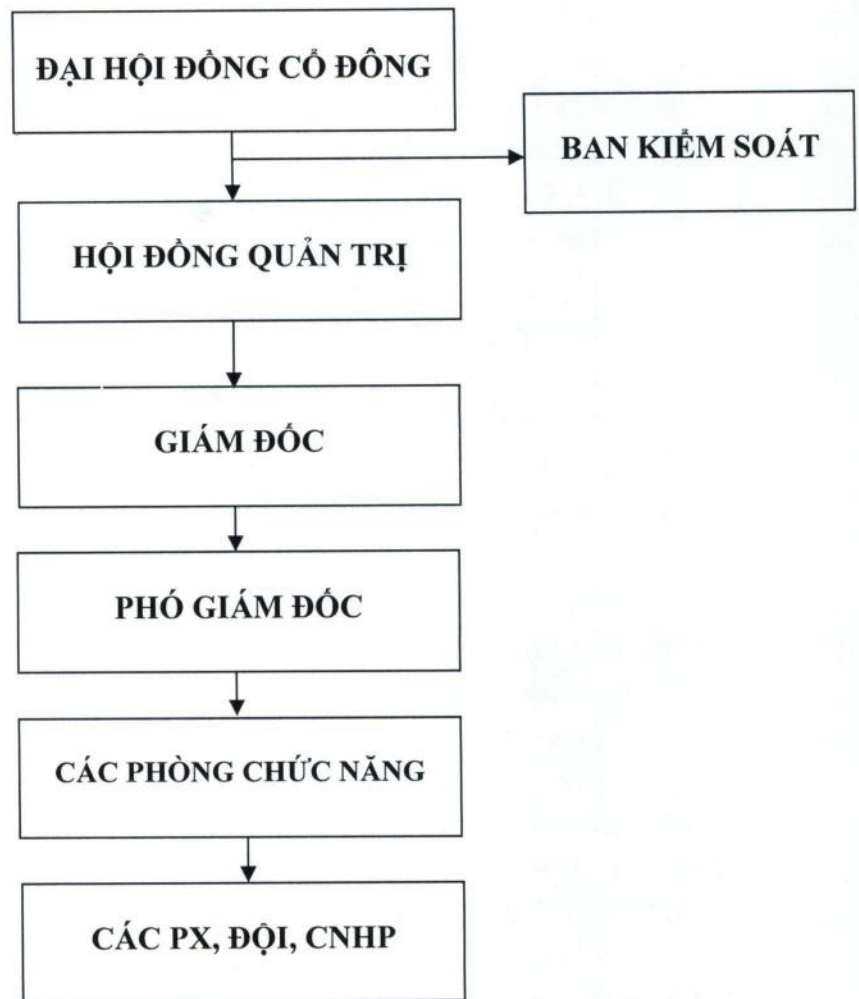 ĐẠI HỘI ĐỒNG CỔ ĐÔNG
BAN KIỂM SOÁT
HỘI ĐỒNG QUẢN TRỊ
GIÁM ĐỐC
PHÓ GIÁM ĐỐC
CÁC PHÒNG CHỨC NĂNG
CÁC PX, ĐỘI, CNHP